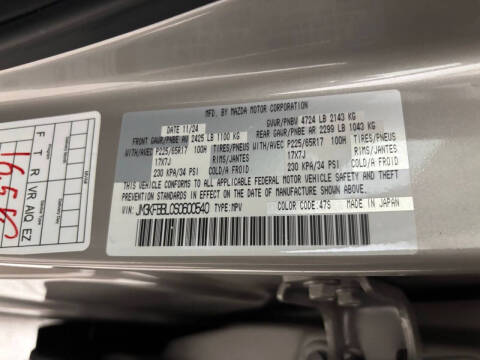 MFD. BY MAZDA MOTOR CORPORATION
DATE 11/24 GVWR/PNBV 4724 LB 2143 KG
FRONT GAWR/PNBE AV 2425 LB 1100 KG REAR GAWR/PNBE AR 2299 LB 1043 KG
WITH/AVEC P225/65R17 100H TIRES/PNEUS WITH/AVEC P225/65R17 100H TIRES/PNEUS
17X7J RIMS/JANTES 17X7J RIMS/JANTES
230 KPA/34 PSI COLD/A FROID 230 KPA/34 PSI COLD/A FROID
THIS VEHICLE CONFORMS TO ALL APPLICABLE FEDERAL MOTOR VEHICLE
SAFETY BUMPER AND THEFT PREVENTION STANDARDS IN EFFECT ON THE
DATE OF MANUFACTURE SHOWN ABOVE.
VIN: TYPE: MPV COLOR CODE: 47S MADE IN JAPAN
F T R VR AIQ EZ